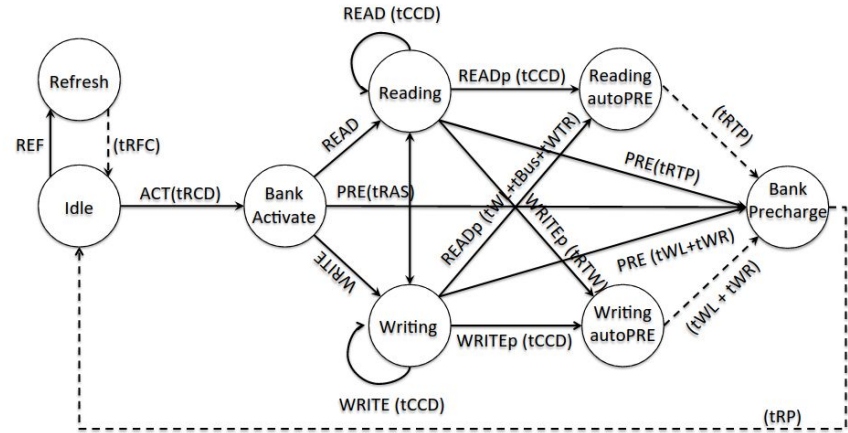 READ (tCCD)
Refresh
Reading
READp (tCCD)
Reading
autoPRE
REF
(tRFC)
READ
(tRTP)
PRE(tRTP)
Idle
ACT(tRCD)
Bank
Activate
PRE(tRAS)
READp (tWL+tBus+tWTR)
WRITEp (tRTW)
Bank
Precharge
WRITE
PRE (tWL+tWR)
(tWL + tWR)
Writing
WRITEp (tCCD)
Writing
autoPRE
WRITE (tCCD)
(tRP)